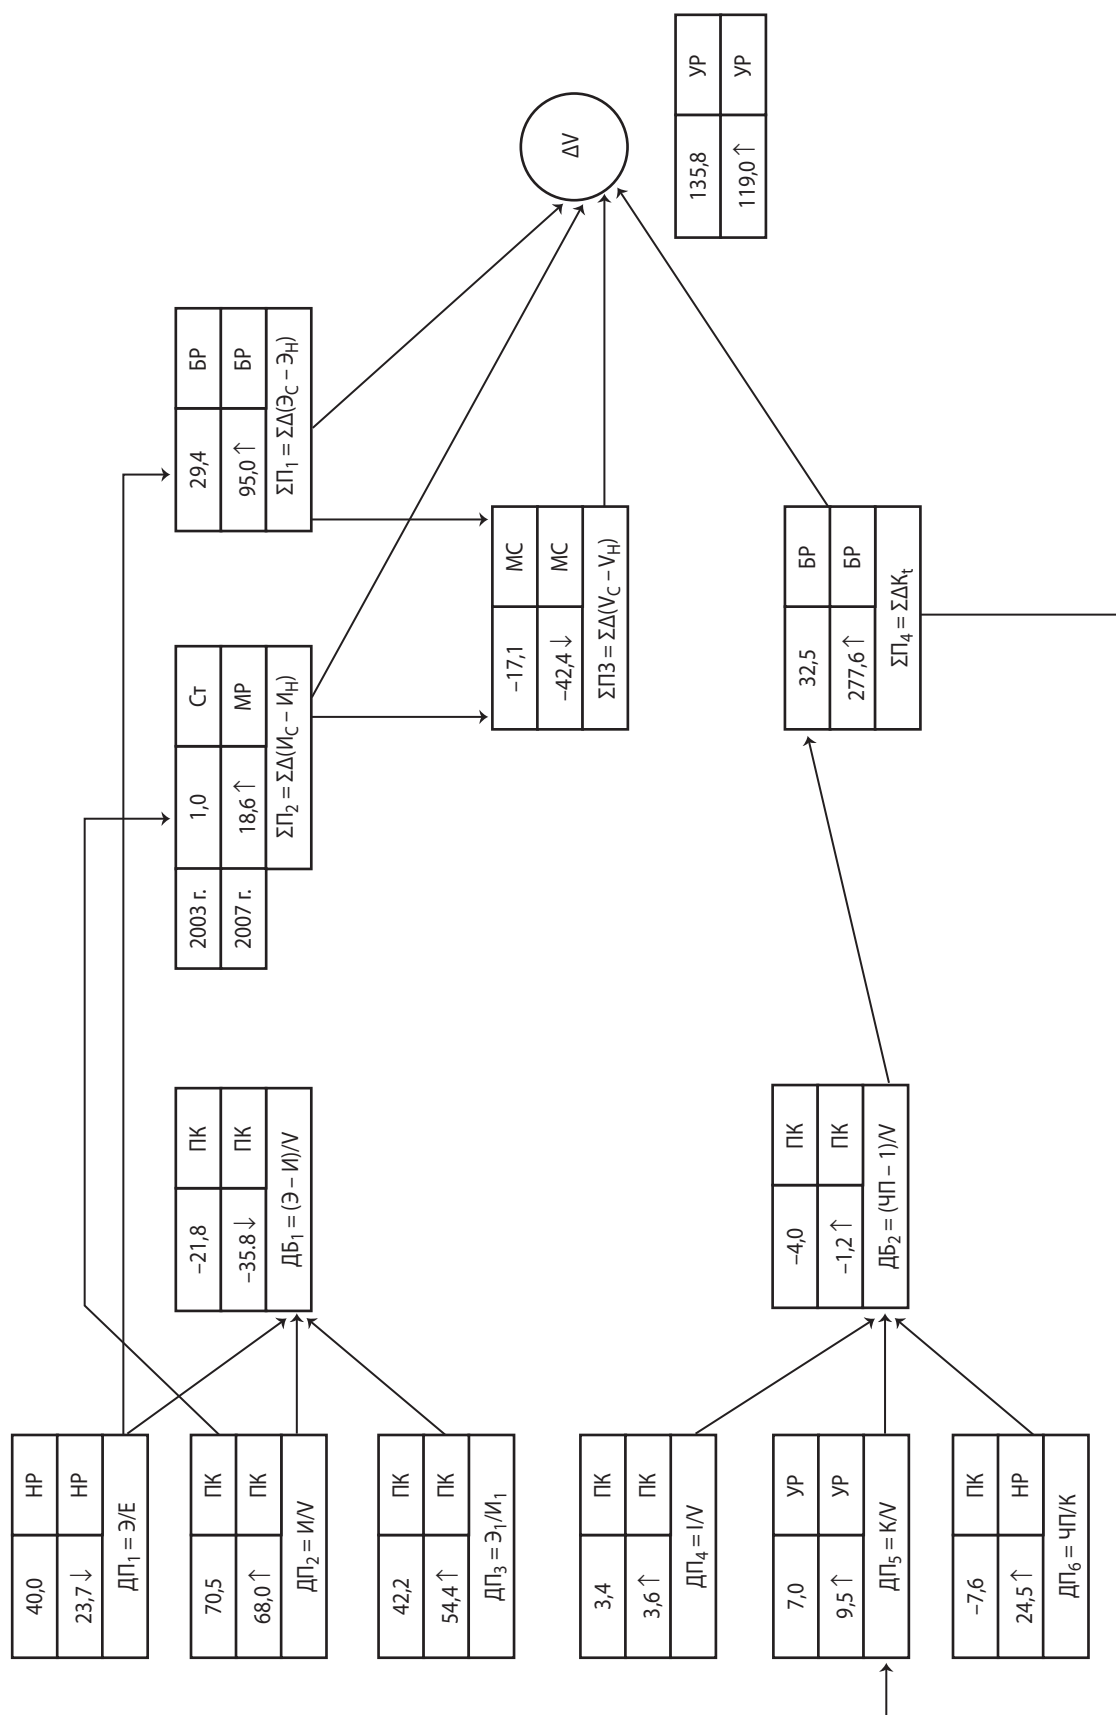 40,0 НР
23,7 ↓ НР
ДП₁ = Э/Е
70,5 ПК
68,0 ↑ ПК
ДП₂ = И/V
42,2 ПК
54,4 ↑ ПК
ДП₃ = Э₁/И₁
3,4 ПК
3,6 ↑ ПК
ДП₄ = I/V
7,0 УР
9,5 ↑ УР
ДП₅ = К/V
−7,6 ПК
24,5 ↑ НР
ДП₆ = ЧП/К
−21,8 ПК
−35.8 ↓ ПК
ДБ₁ = (Э − И)/V
−4,0 ПК
−1,2 ↑ ПК
ДБ₂ = (ЧП − 1)/V
2003 г. 1,0 Ст
2007 г. 18,6 ↑ МР
ΣП₂ = ΣΔ(И_С − И_Н)
29,4 БР
95,0 ↑ БР
ΣП₁ = ΣΔ(Э_С − Э_Н)
−17,1 МС
−42,4 ↓ МС
ΣП3 = ΣΔ(V_С − V_Н)
32,5 БР
277,6 ↑ БР
ΣП₄ = ΣΔК_t
ΔV
135,8 УР
119,0 ↑ УР